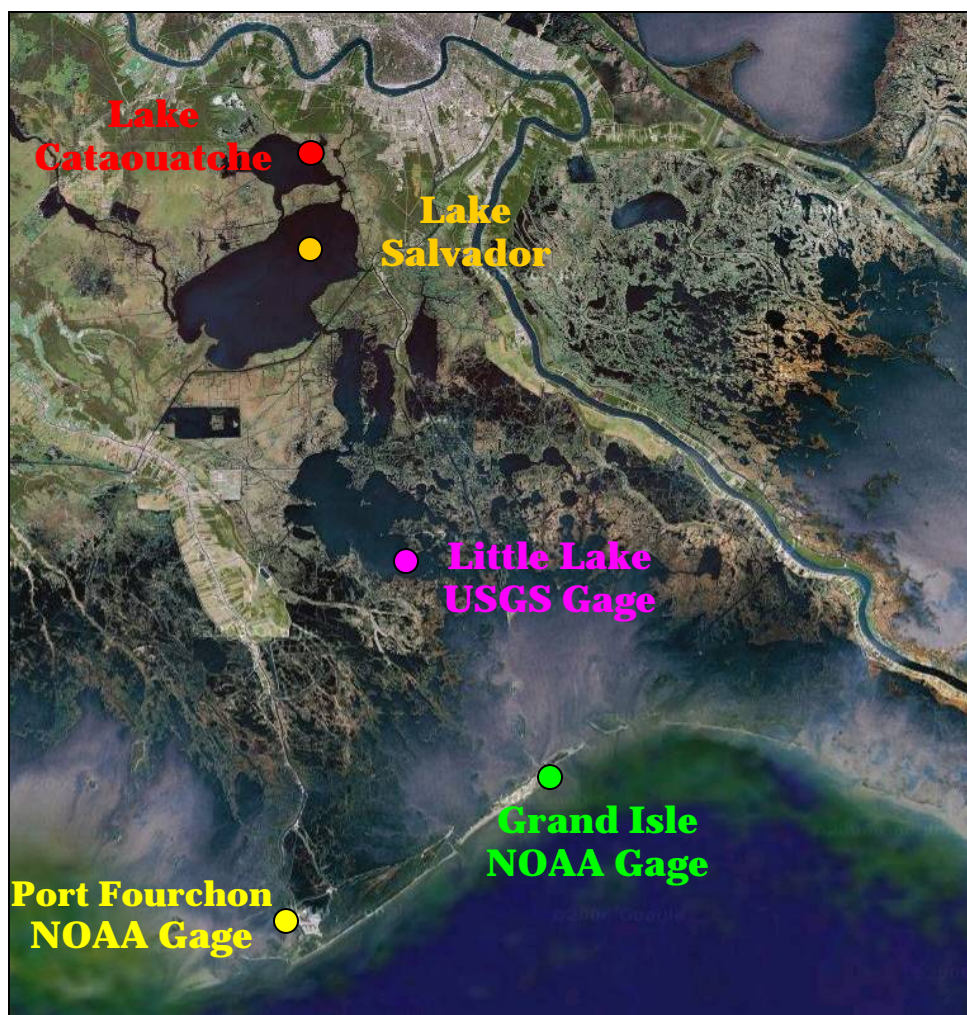 Lake
Cataouatche
Lake
Salvador
Little Lake
USGS Gage
Grand Isle
NOAA Gage
Port Fourchon
NOAA Gage